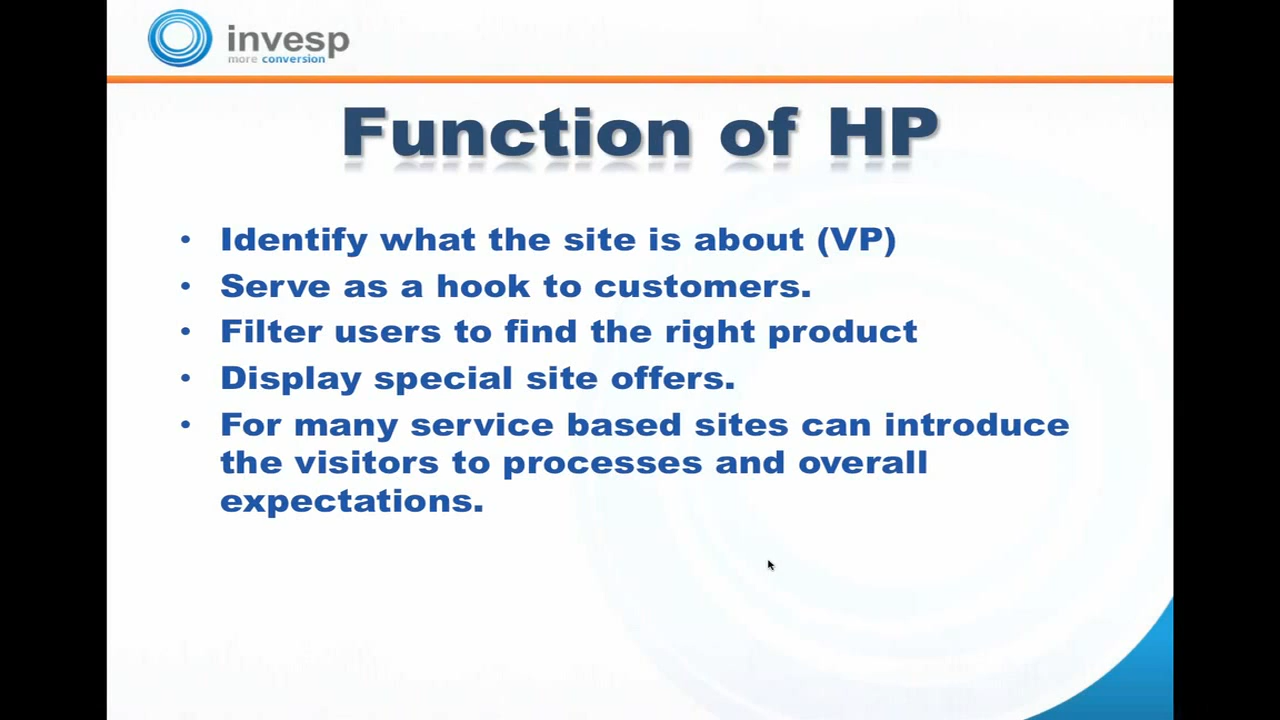 invesp
more conversion
Function of HP
• Identify what the site is about (VP)
• Serve as a hook to customers.
• Filter users to find the right product
• Display special site offers.
• For many service based sites can introduce
the visitors to processes and overall
expectations.